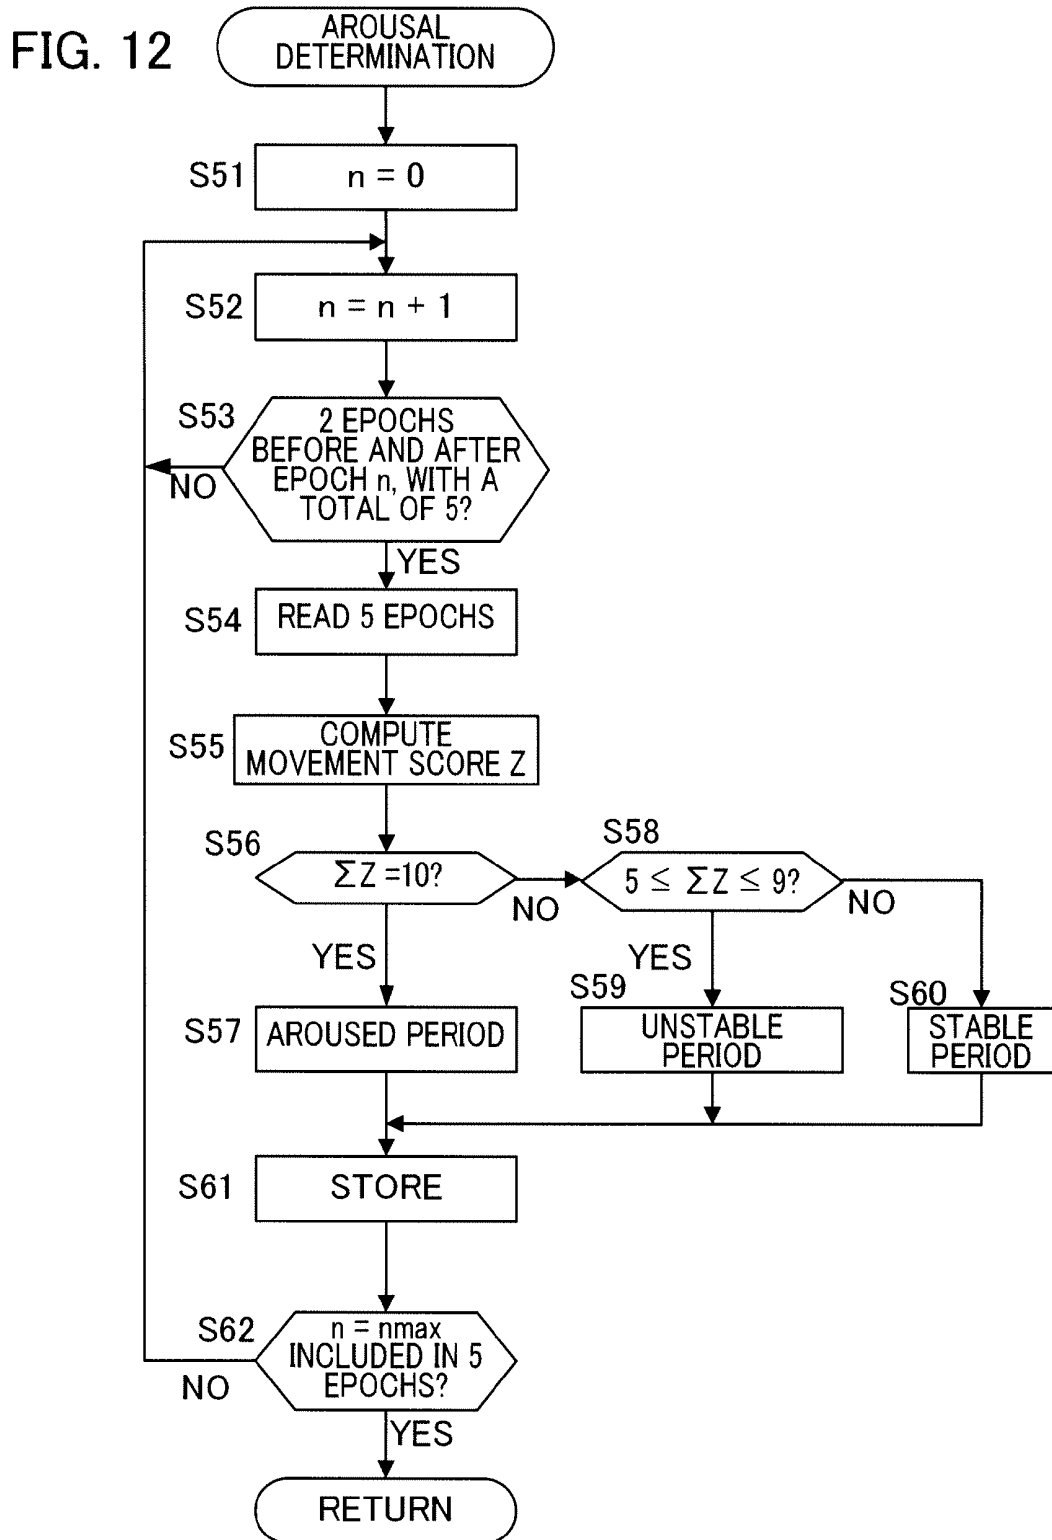 FIG. 12
AROUSAL
DETERMINATION
S51
n = 0
S52
n = n + 1
S53
2 EPOCHS
BEFORE AND AFTER
EPOCH n, WITH A
TOTAL OF 5?
NO
YES
S54
READ 5 EPOCHS
S55
COMPUTE
MOVEMENT SCORE Z
S56
ΣZ =10?
NO
YES
S58
5 ≤ ΣZ ≤ 9?
NO
YES
S57
AROUSED PERIOD
S59
UNSTABLE
PERIOD
S60
STABLE
PERIOD
S61
STORE
S62
n = nmax
INCLUDED IN 5
EPOCHS?
NO
YES
RETURN